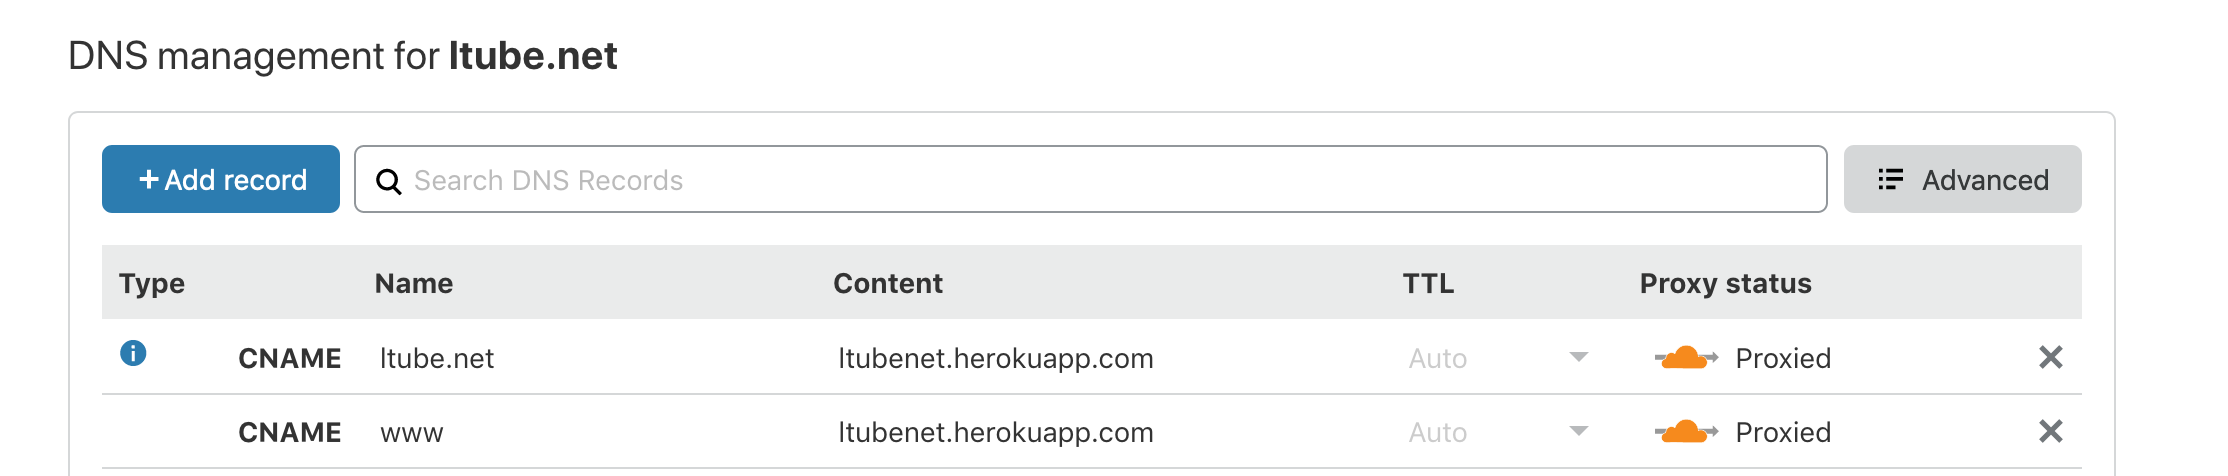 DNS management for ltube.net
+ Add record Search DNS Records Advanced
Type Name Content TTL Proxy status
CNAME ltube.net ltubenet.herokuapp.com Auto Proxied
CNAME www ltubenet.herokuapp.com Auto Proxied